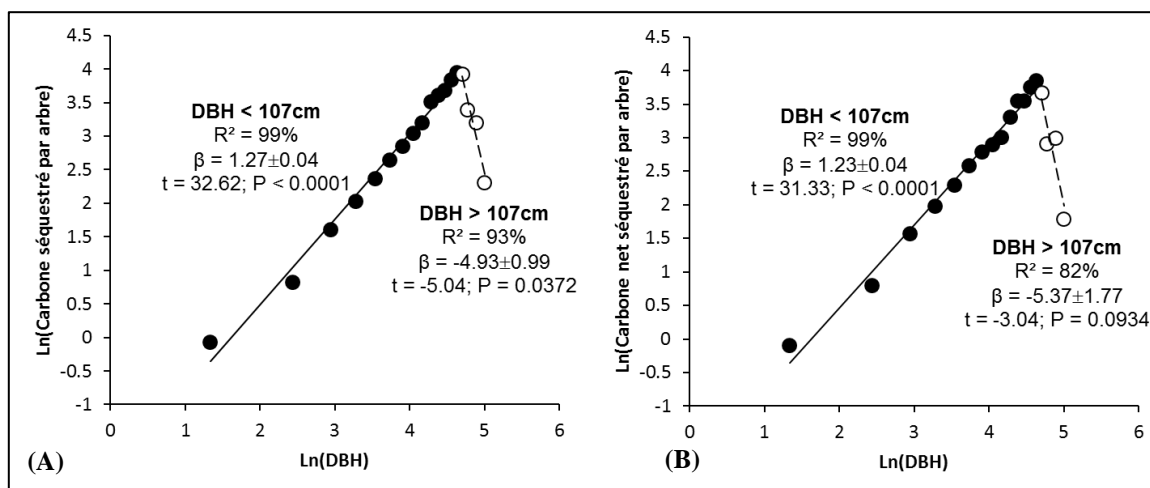 4.5
4
3.5
3
2.5
2
1.5
1
0.5
0
-0.5
-1
0 1 2 3 4 5 6
Ln(Carbone séquestré par arbre)
Ln(DBH)
DBH < 107cm
R² = 99%
β = 1.27±0.04
t = 32.62; P < 0.0001
DBH > 107cm
R² = 93%
β = -4.93±0.99
t = -5.04; P = 0.0372
(A)
4.5
4
3.5
3
2.5
2
1.5
1
0.5
0
-0.5
-1
0 1 2 3 4 5 6
Ln(Carbone net séquestré par arbre)
Ln(DBH)
DBH < 107cm
R² = 99%
β = 1.23±0.04
t = 31.33; P < 0.0001
DBH > 107cm
R² = 82%
β = -5.37±1.77
t = -3.04; P = 0.0934
(B)